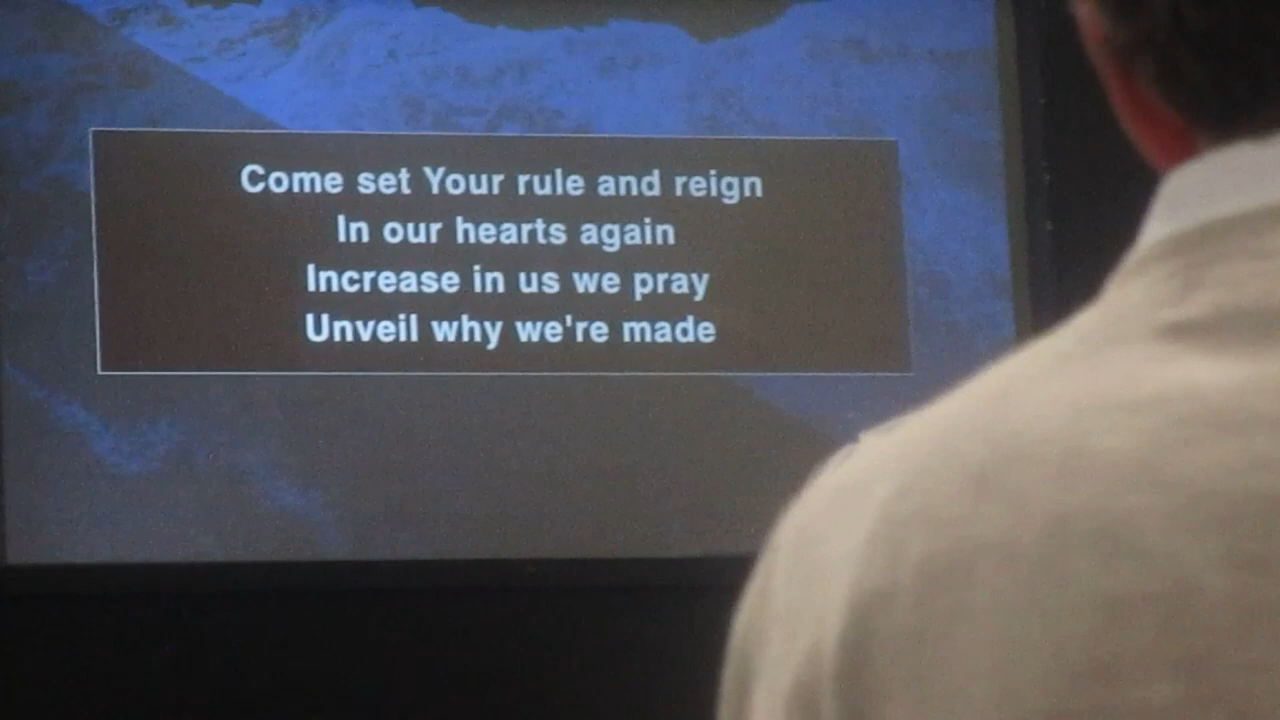 Come set Your rule and reign
In our hearts again
Increase in us we pray
Unveil why we're made